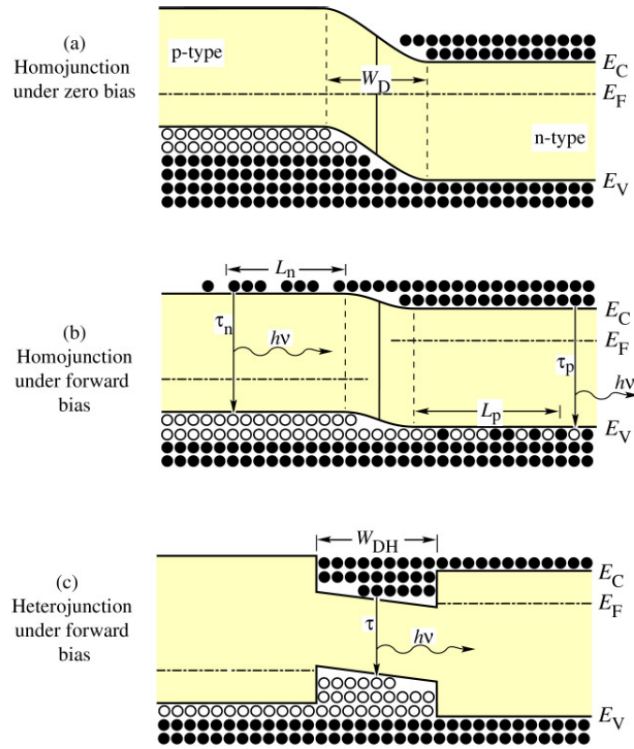 (a)
Homojunction
under zero bias
p-type
W_D
E_C
E_F
n-type
E_V
(b)
Homojunction
under forward
bias
L_n
τ_n
hν
E_C
E_F
τ_p
hν
L_p
E_V
(c)
Heterojunction
under forward
bias
W_DH
E_C
E_F
τ
hν
E_V